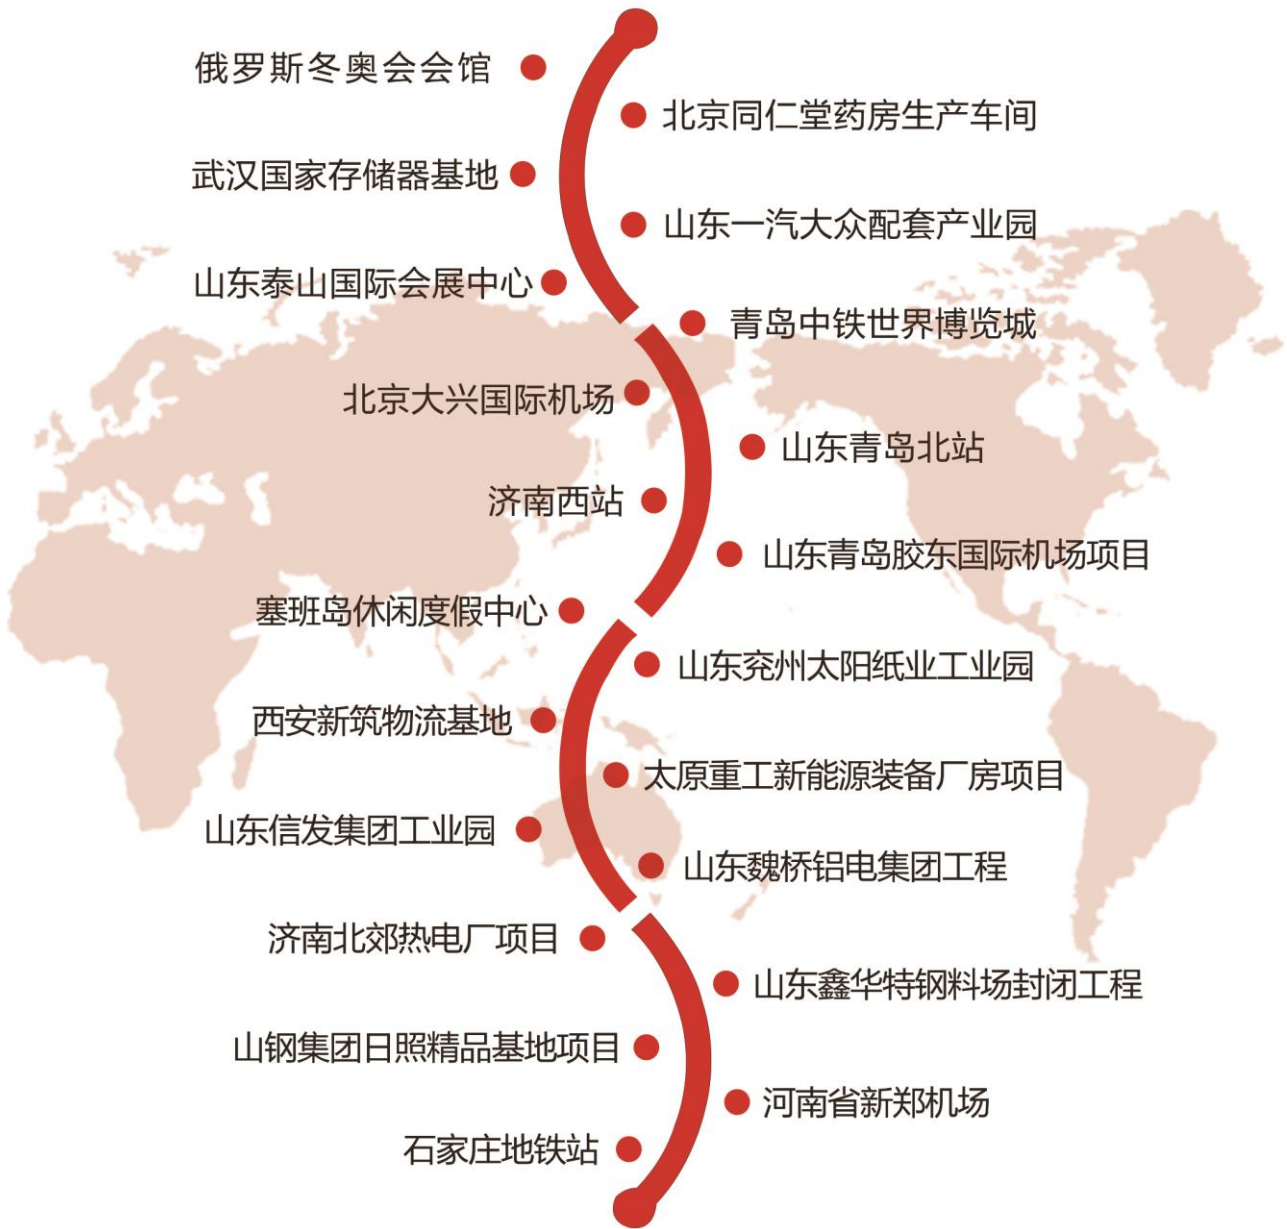 俄罗斯冬奥会会馆
北京同仁堂药房生产车间
武汉国家存储器基地
山东一汽大众配套产业园
山东泰山国际会展中心
青岛中铁世界博览城
北京大兴国际机场
山东青岛北站
济南西站
山东青岛胶东国际机场项目
塞班岛休闲度假中心
山东兖州太阳纸业工业园
西安新筑物流基地
太原重工新能源装备厂房项目
山东信发集团工业园
山东魏桥铝电集团工程
济南北郊热电厂项目
山东鑫华特钢料场封闭工程
山钢集团日照精品基地项目
河南省新郑机场
石家庄地铁站